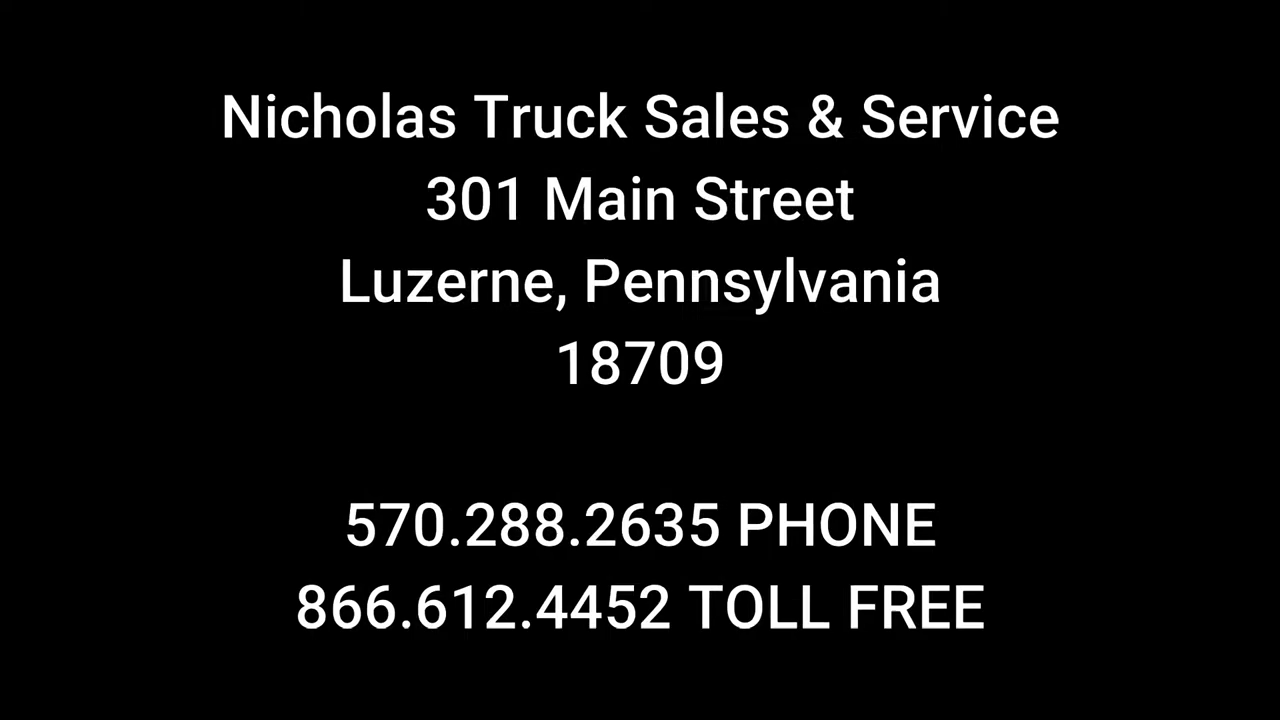 Nicholas Truck Sales & Service
301 Main Street
Luzerne, Pennsylvania
18709
570.288.2635 PHONE
866.612.4452 TOLL FREE